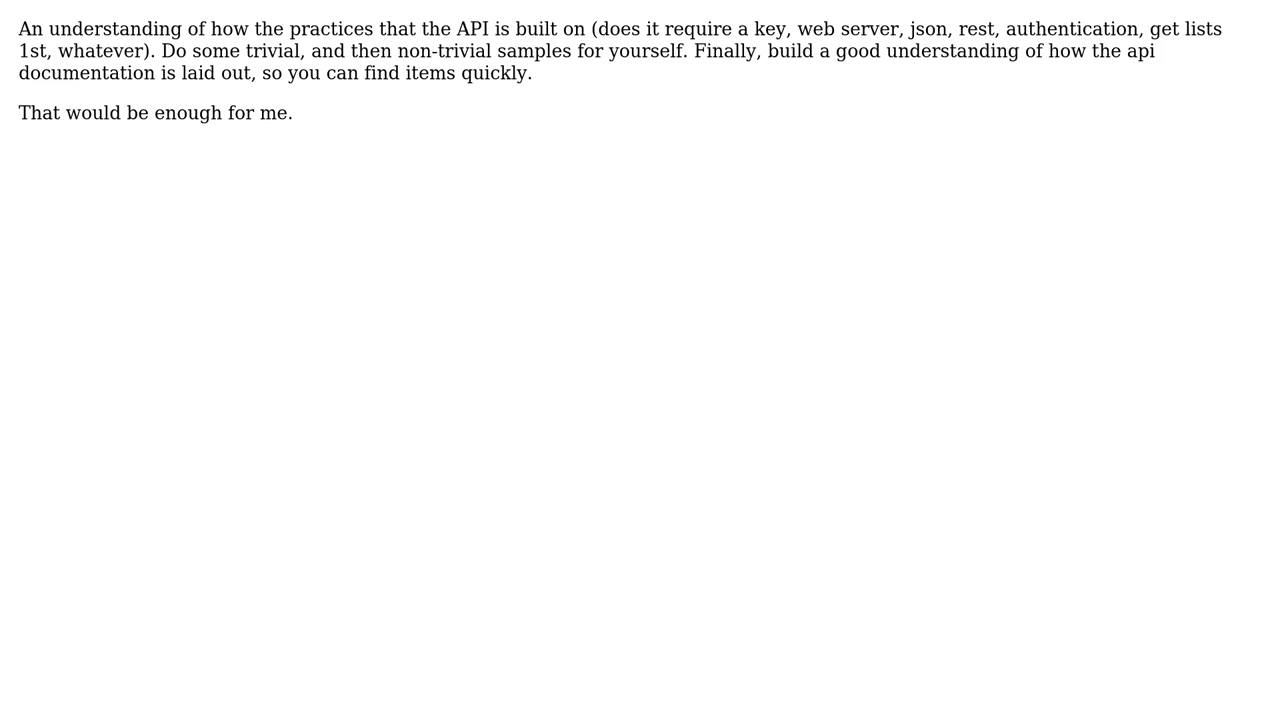 An understanding of how the practices that the API is built on (does it require a key, web server, json, rest, authentication, get lists
1st, whatever). Do some trivial, and then non-trivial samples for yourself. Finally, build a good understanding of how the api
documentation is laid out, so you can find items quickly.
That would be enough for me.